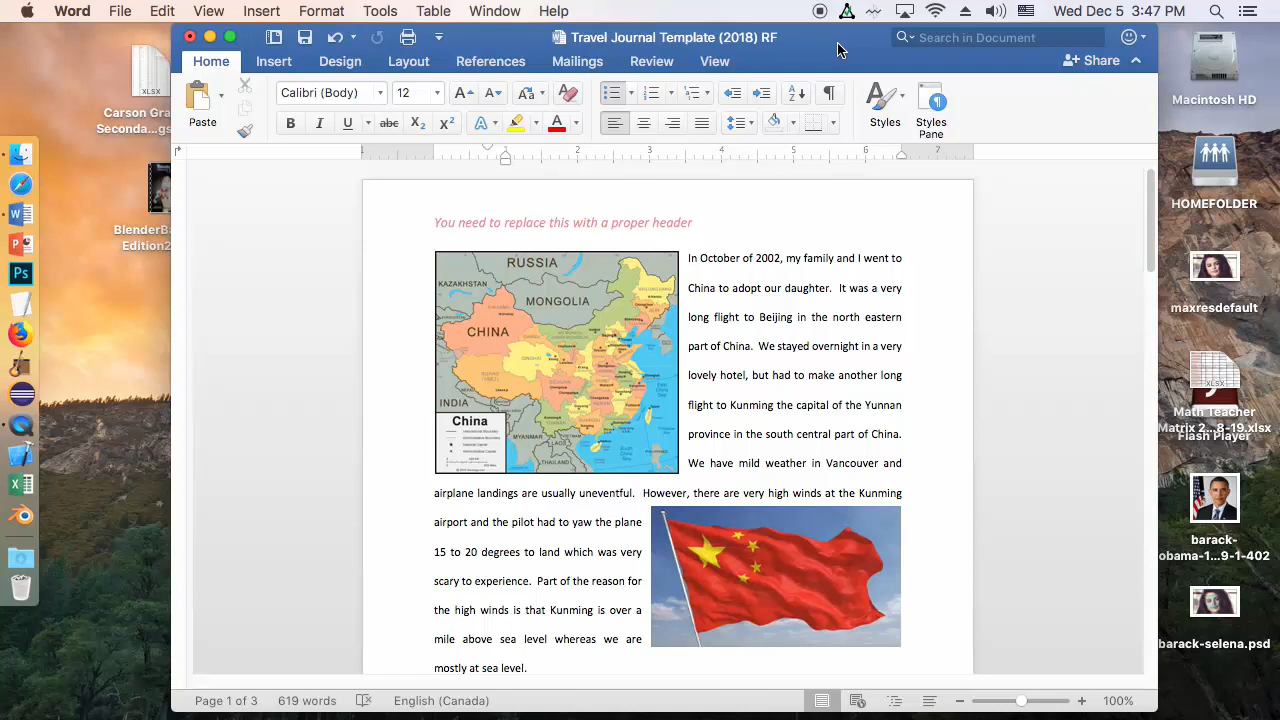 Word File Edit View Insert Format Tools Table Window Help Wed Dec 5 3:47 PM
Travel Journal Template (2018) RF
Search in Document
Home Insert Design Layout References Mailings Review View Share
Paste
Calibri (Body) 12
Styles
Styles Pane
You need to replace this with a proper header
RUSSIA
KAZAKHSTAN
MONGOLIA
CHINA
INDIA
China
MYANMAR
THAILAND
In October of 2002, my family and I went to
China to adopt our daughter. It was a very
long flight to Beijing in the north eastern
part of China. We stayed overnight in a very
lovely hotel, but had to make another long
flight to Kunming the capital of the Yunnan
province in the south central part of China.
We have mild weather in Vancouver and
airplane landings are usually uneventful. However, there are very high winds at the Kunming
airport and the pilot had to yaw the plane
15 to 20 degrees to land which was very
scary to experience. Part of the reason for
the high winds is that Kunming is over a
mile above sea level whereas we are
mostly at sea level.
Page 1 of 3 619 words English (Canada) 100%
XLSX
Carson Gra
Seconda...gs
BlenderBa
Edition2
Macintosh HD
HOMEFOLDER
maxresdefault
XLSX
Math Teacher
Matrix 2...8-19.xlsx
Flash Player
barack-
obama-1...9-1-402
barack-selena.psd